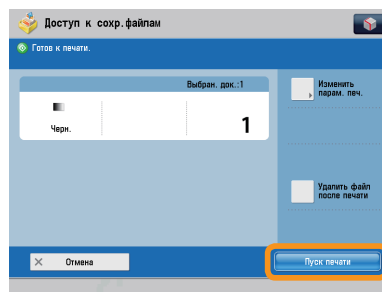 Доступ к сохр.файлам
Готов к печати.
Выбран. док.:1
Черн.
1
Изменить
парам. печ.
Удалить файл
после печати
Отмена
Пуск печати